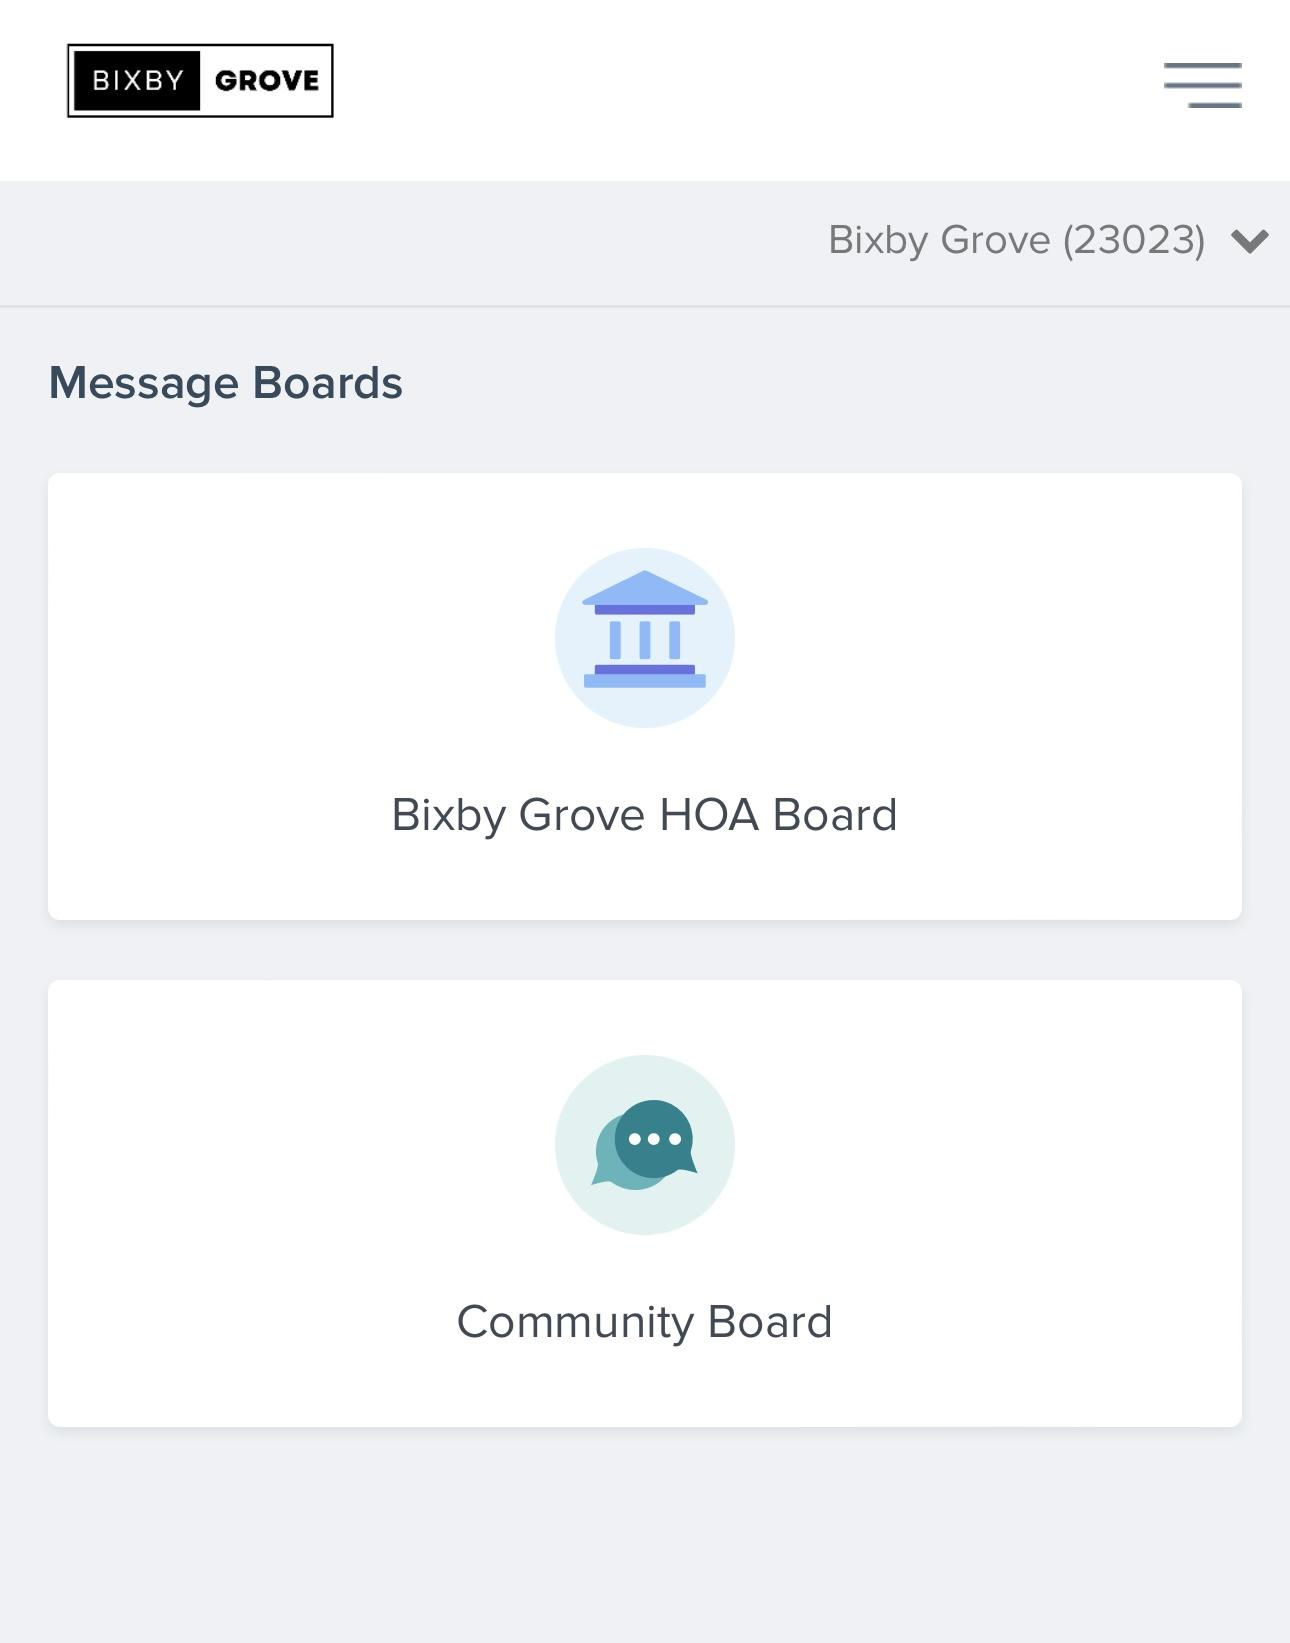 BIXBY GROVE
Bixby Grove (23023)
Message Boards
Bixby Grove HOA Board
Community Board